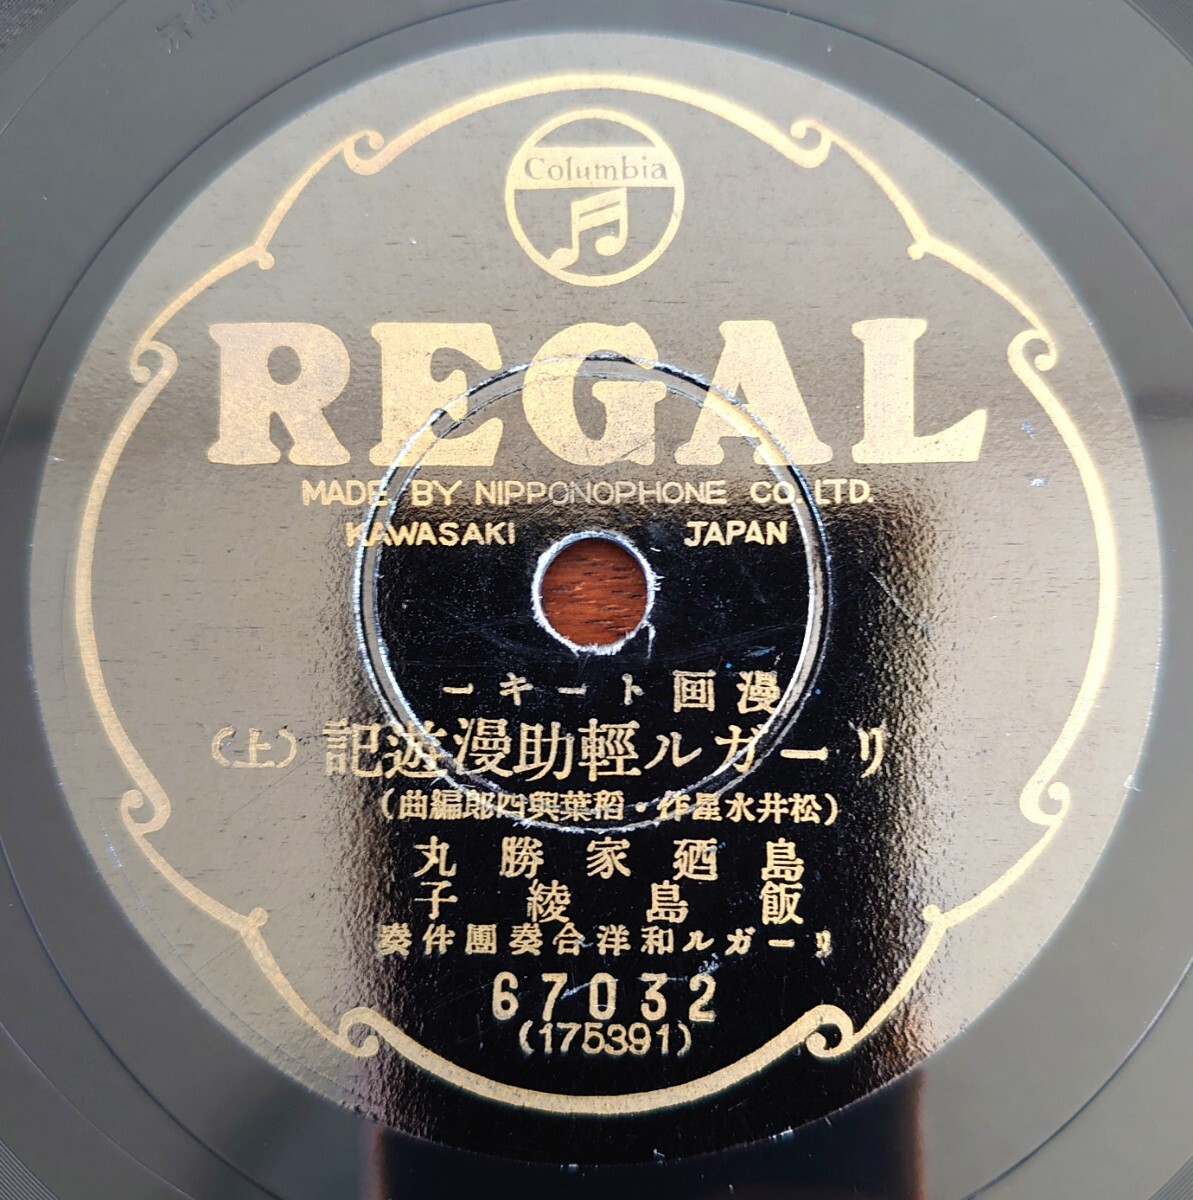 Columbia
REGAL
MADE BY NIPPONOPHONE CO. LTD.
KAWASAKI JAPAN
漫画トーキー
リーガル輕助漫遊記(上)
(松井水星作・稻葉與四郎編曲)
島廼家勝丸
飯島綾子
リーガル和洋合奏團伴奏
67032
(175391)